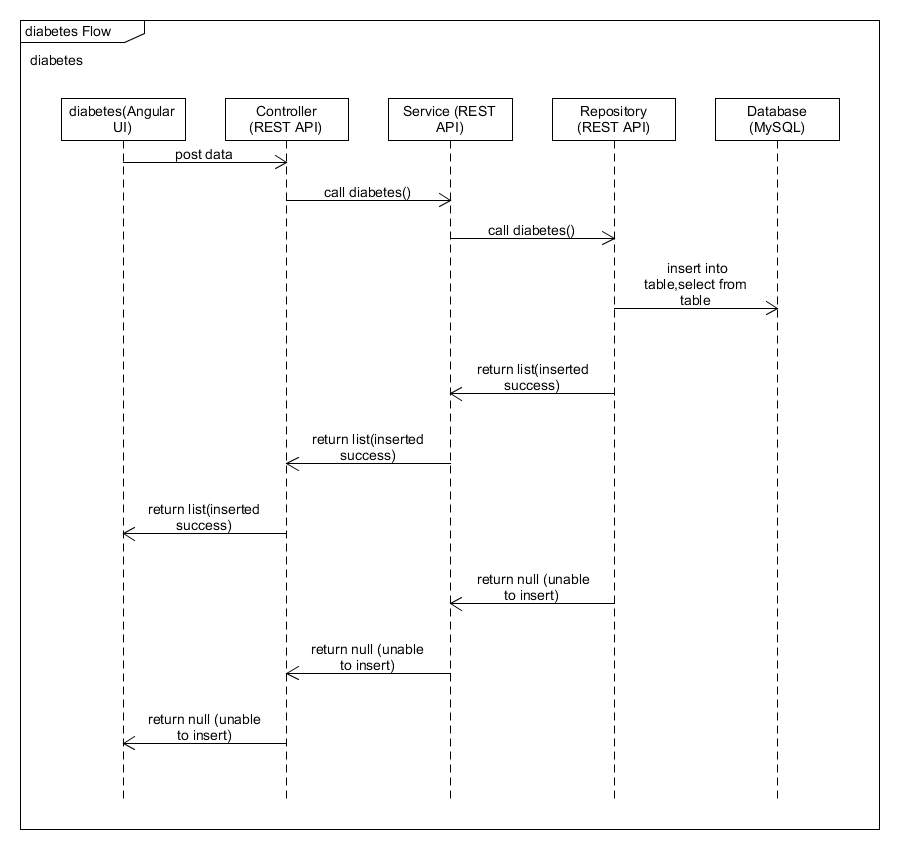 diabetes Flow
diabetes
diabetes(Angular
UI)
Controller
(REST API)
Service (REST
API)
Repository
(REST API)
Database
(MySQL)
post data
call diabetes()
call diabetes()
insert into
table,select from
table
return list(inserted
success)
return list(inserted
success)
return list(inserted
success)
return null (unable
to insert)
return null (unable
to insert)
return null (unable
to insert)